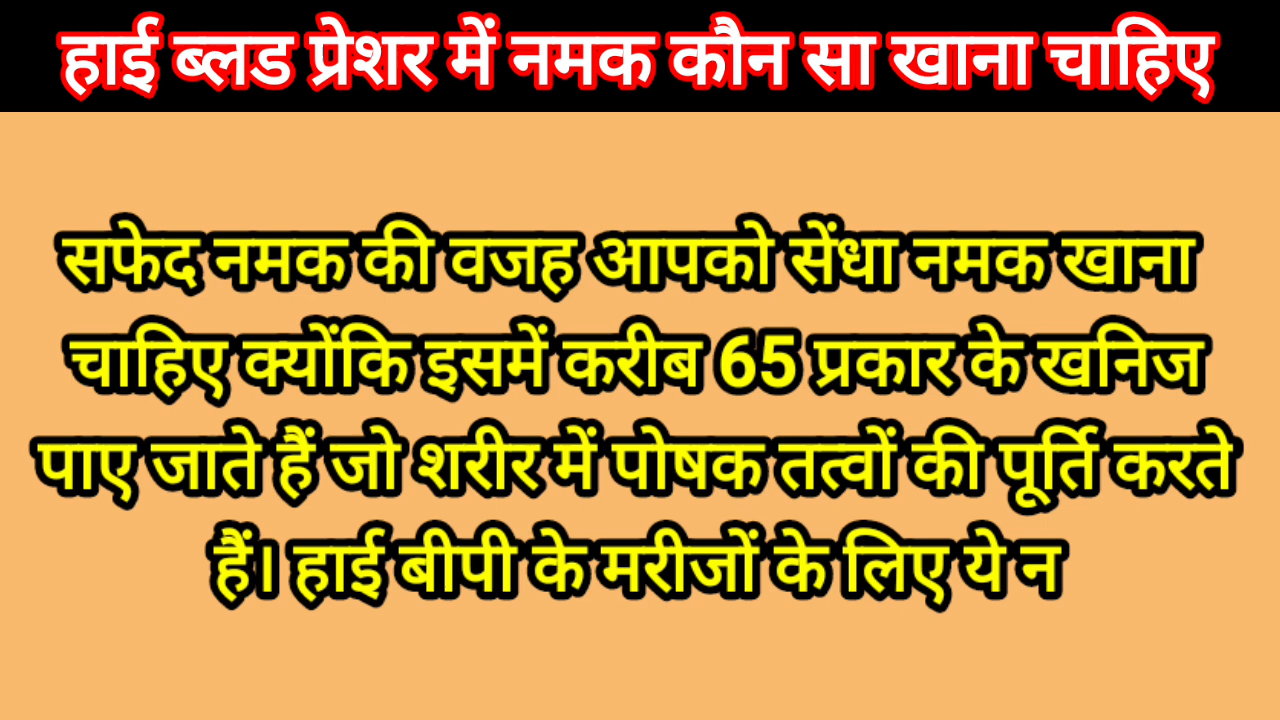 हाई ब्लड प्रेशर में नमक कौन सा खाना चाहिए
सफेद नमक की वजह आपको सेंधा नमक खाना
चाहिए क्योंकि इसमें करीब 65 प्रकार के खनिज
पाए जाते हैं जो शरीर में पोषक तत्वों की पूर्ति करते
हैं। हाई बीपी के मरीजों के लिए ये न